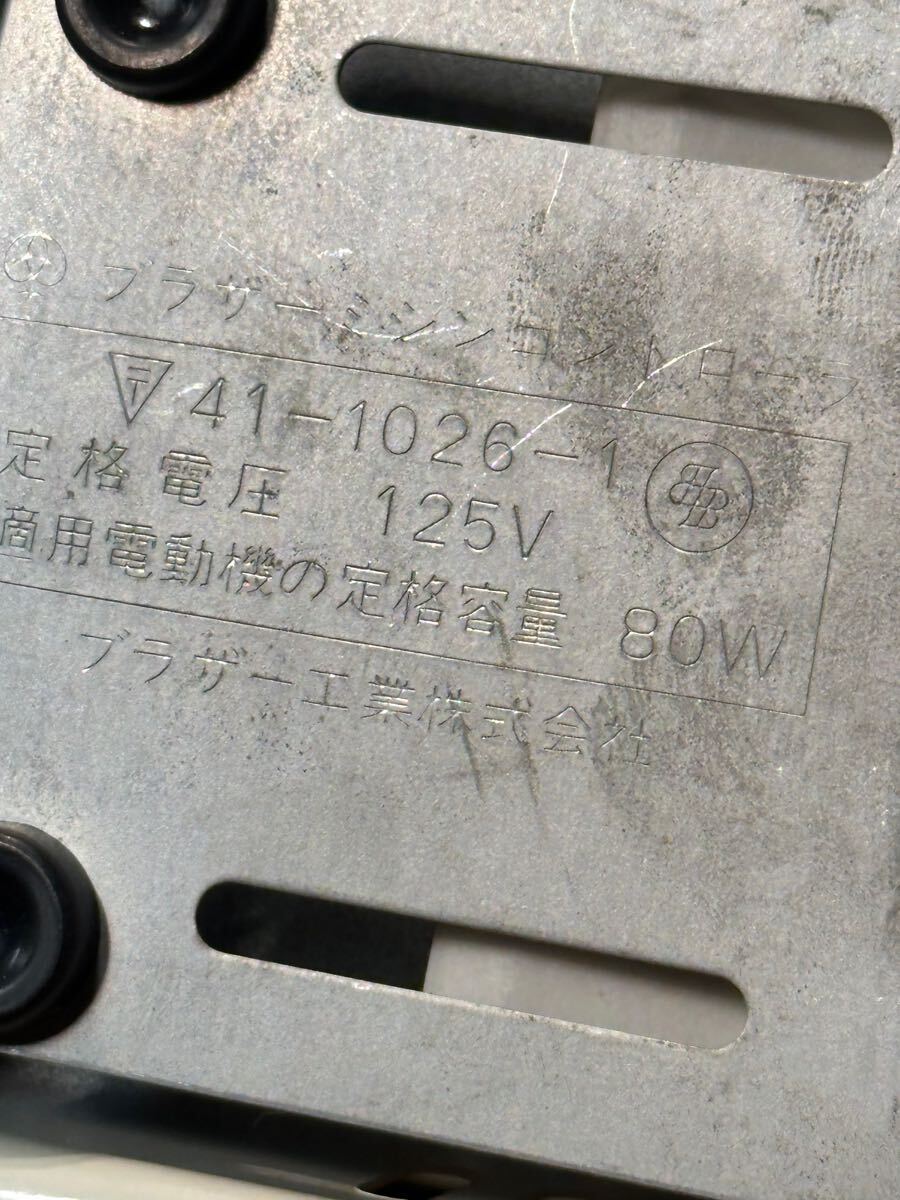 ブラザーミシンコントローラ
〒 41-1026-1
定格電圧 125V
適用電動機の定格容量 80W
ブラザー工業株式会社